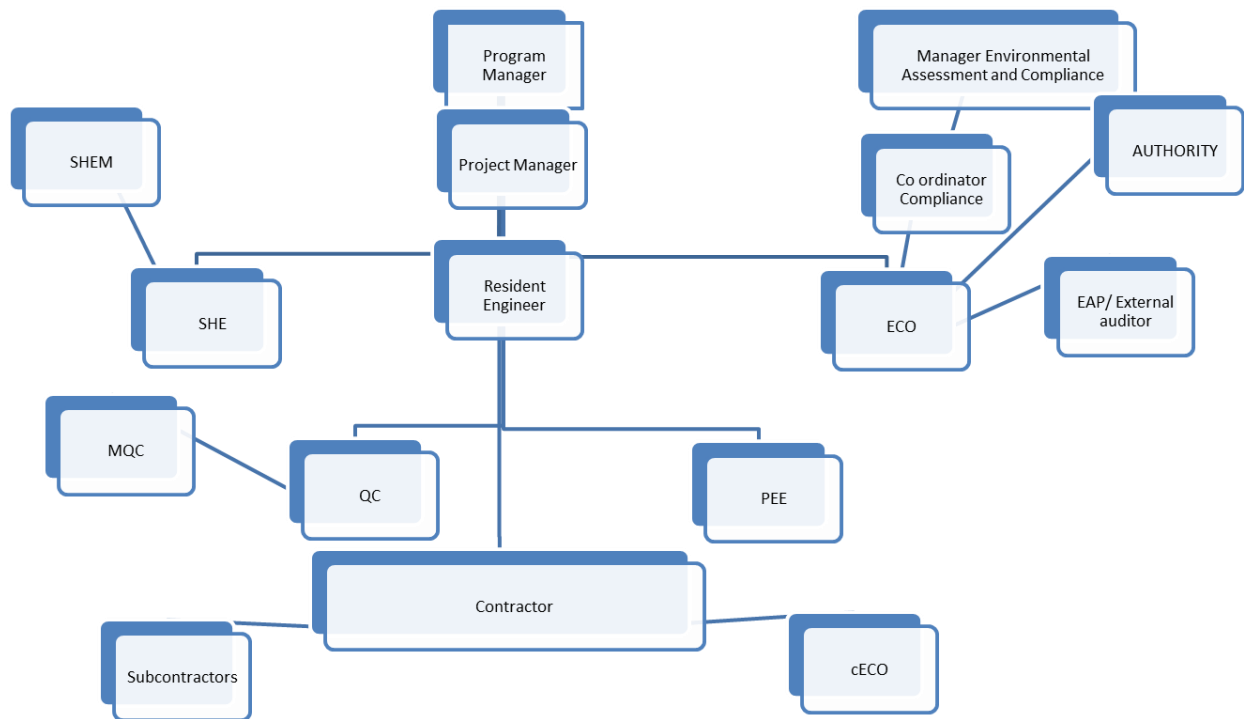 Program
Manager
Manager Environmental
Assessment and Compliance
SHEM
Project Manager
AUTHORITY
Co ordinator
Compliance
Resident
Engineer
SHE
ECO
EAP/ External
auditor
MQC
QC
PEE
Contractor
Subcontractors
cECO